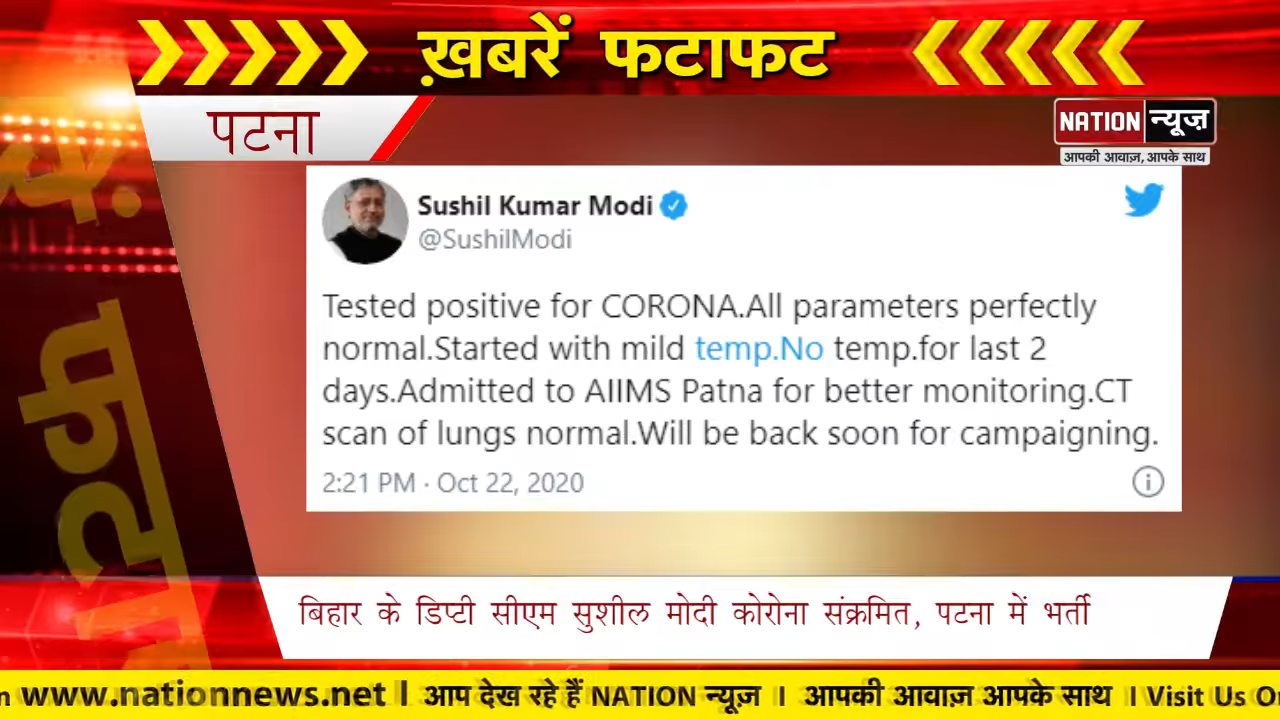 ख़बरें फटाफट
पटना
NATION न्यूज़
आपकी आवाज़, आपके साथ
Sushil Kumar Modi
@SushilModi
Tested positive for CORONA.All parameters perfectly
normal.Started with mild temp.No temp.for last 2
days.Admitted to AIIMS Patna for better monitoring.CT
scan of lungs normal.Will be back soon for campaigning.
2:21 PM · Oct 22, 2020
बिहार के डिप्टी सीएम सुशील मोदी कोरोना संक्रमित, पटना में भर्ती
www.nationnews.net | आप देख रहे हैं NATION न्यूज़ | आपकी आवाज़ आपके साथ | Visit Us